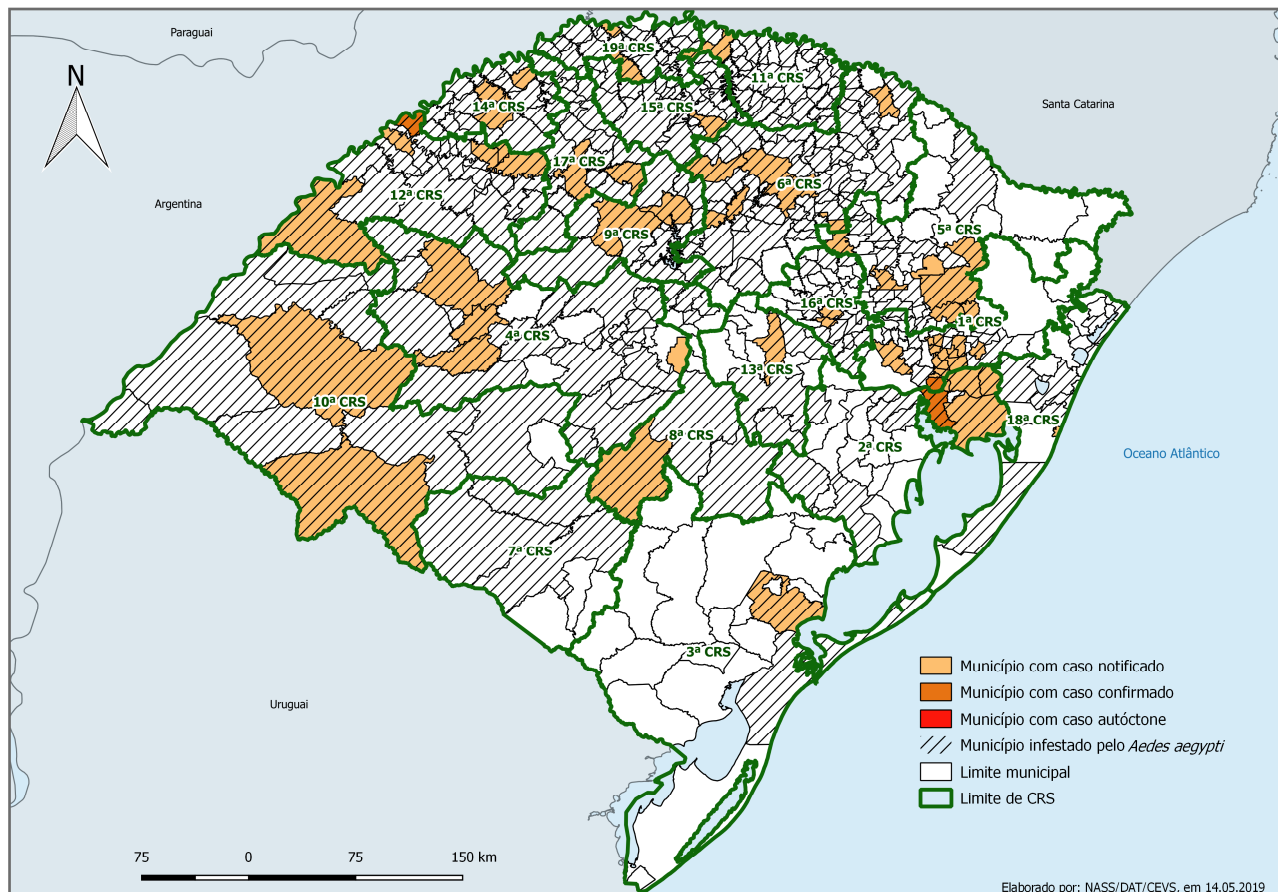 Paraguai
N
Santa Catarina
Argentina
Uruguai
Oceano Atlântico
19ª CRS
11ª CRS
14ª CRS
15ª CRS
17ª CRS
12ª CRS
6ª CRS
9ª CRS
5ª CRS
16ª CRS
1ª CRS
4ª CRS
13ª CRS
10ª CRS
18ª CRS
8ª CRS
2ª CRS
7ª CRS
3ª CRS
Município com caso notificado
Município com caso confirmado
Município com caso autóctone
Município infestado pelo Aedes aegypti
Limite municipal
Limite de CRS
75 0 75 150 km
Elaborado por: NASS/DAT/CEVS, em 14.05.2019